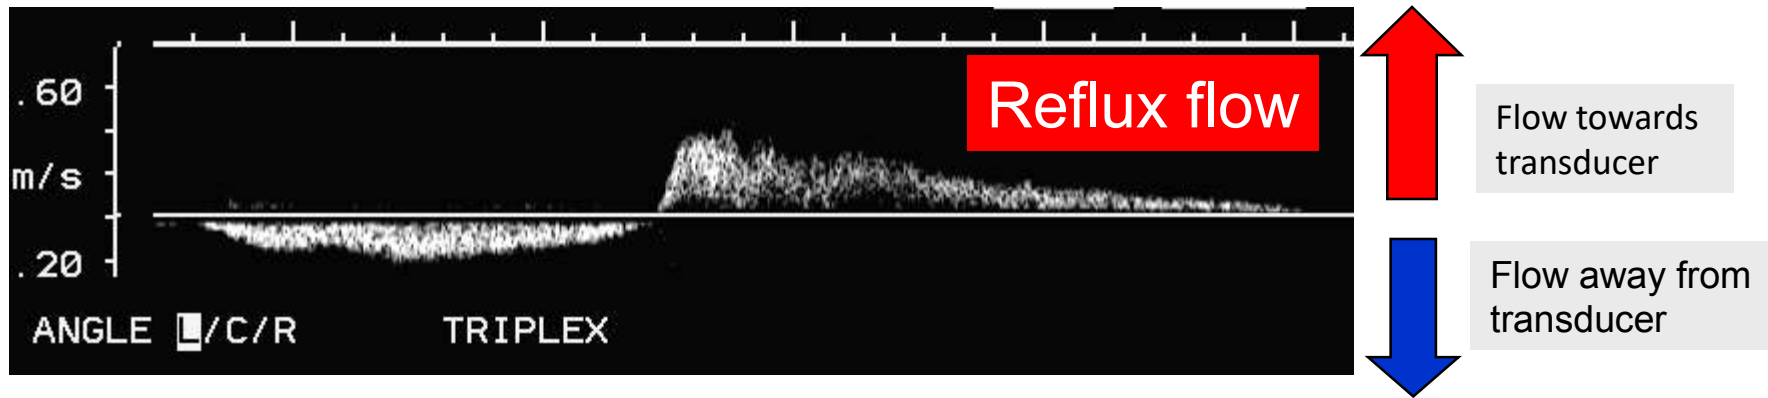 .60
Reflux flow
m/s
.20
ANGLE L/C/R TRIPLEX
Flow towards
transducer
Flow away from
transducer